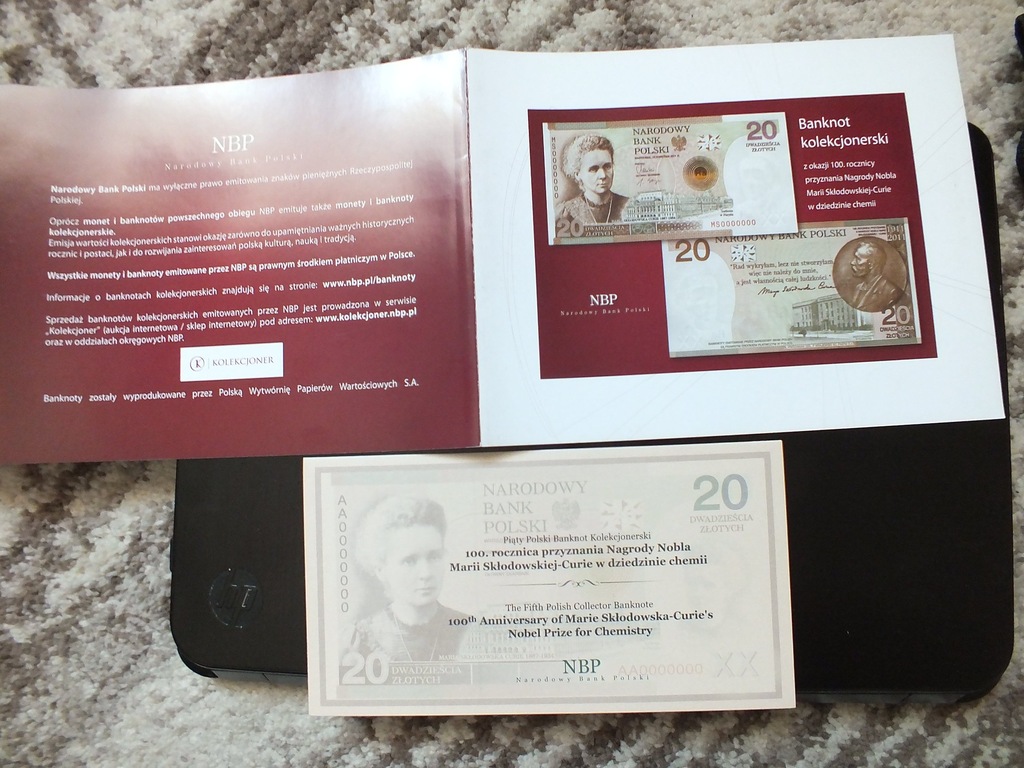 NBP
Narodowy Bank Polski
Narodowy Bank Polski ma wyłączne prawo emitowania znaków pieniężnych Rzeczypospolitej
Polskiej.
Oprócz monet i banknotów powszechnego obiegu NBP emituje także monety i banknoty
kolekcjonerskie.
Emisja wartości kolekcjonerskich stanowi okazję zarówno do upamiętniania ważnych historycznych
rocznic i postaci, jak i do rozwijania zainteresowań polską kulturą, nauką i tradycją.
Wszystkie monety i banknoty emitowane przez NBP są prawnym środkiem płatniczym w Polsce.
Informacje o banknotach kolekcjonerskich znajdują się na stronie: www.nbp.pl/banknoty
Sprzedaż banknotów kolekcjonerskich emitowanych przez NBP jest prowadzona w serwisie
„Kolekcjoner" (aukcja internetowa / sklep internetowy) pod adresem: www.kolekcjoner.nbp.pl
oraz w oddziałach okręgowych NBP.
k KOLEKCJONER
Banknoty zostały wyprodukowane przez Polską Wytwórnię Papierów Wartościowych S.A.
Banknot
kolekcjonerski
z okazji 100. rocznicy
przyznania Nagrody Nobla
Marii Skłodowskiej-Curie
w dziedzinie chemii
NARODOWY
BANK
POLSKI
20
DWADZIEŚCIA
ZŁOTYCH
MS0000000
20 DWADZIEŚCIA
ZŁOTYCH
MS0000000
20
NARODOWY BANK POLSKI
1911
2011
"Rad wykryłam, lecz nie stworzyłam,
więc nie należy do mnie,
a jest własnością całej ludzkości."
20
DWADZIEŚCIA
ZŁOTYCH
NBP
Narodowy Bank Polski
AA0000000
NARODOWY
BANK
POLSKI
20
DWADZIEŚCIA
ZŁOTYCH
Piąty Polski Banknot Kolekcjonerski
100. rocznica przyznania Nagrody Nobla
Marii Skłodowskiej-Curie w dziedzinie chemii
The Fifth Polish Collector Banknote
100th Anniversary of Marie Skłodowska-Curie's
Nobel Prize for Chemistry
20 DWADZIEŚCIA
ZŁOTYCH
NBP
Narodowy Bank Polski
AA0000000
XX
hp